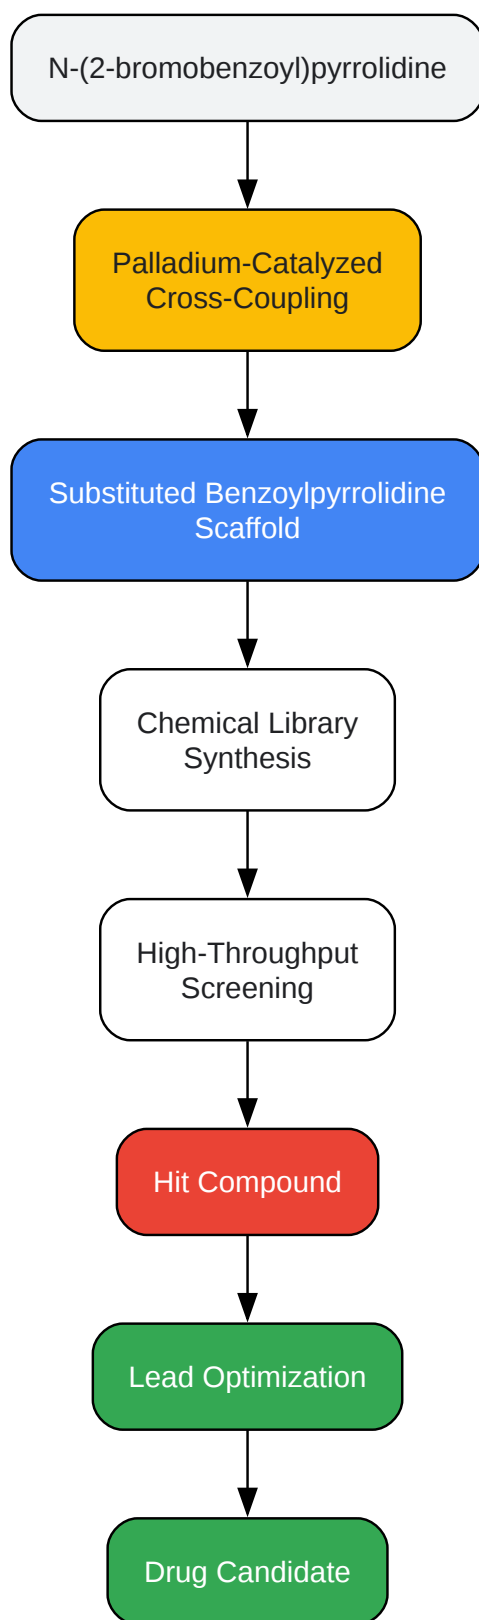 N-(2-bromobenzoyl)pyrrolidine
Palladium-Catalyzed
Cross-Coupling
Substituted Benzoylpyrrolidine
Scaffold
Chemical Library
Synthesis
High-Throughput
Screening
Hit Compound
Lead Optimization
Drug Candidate